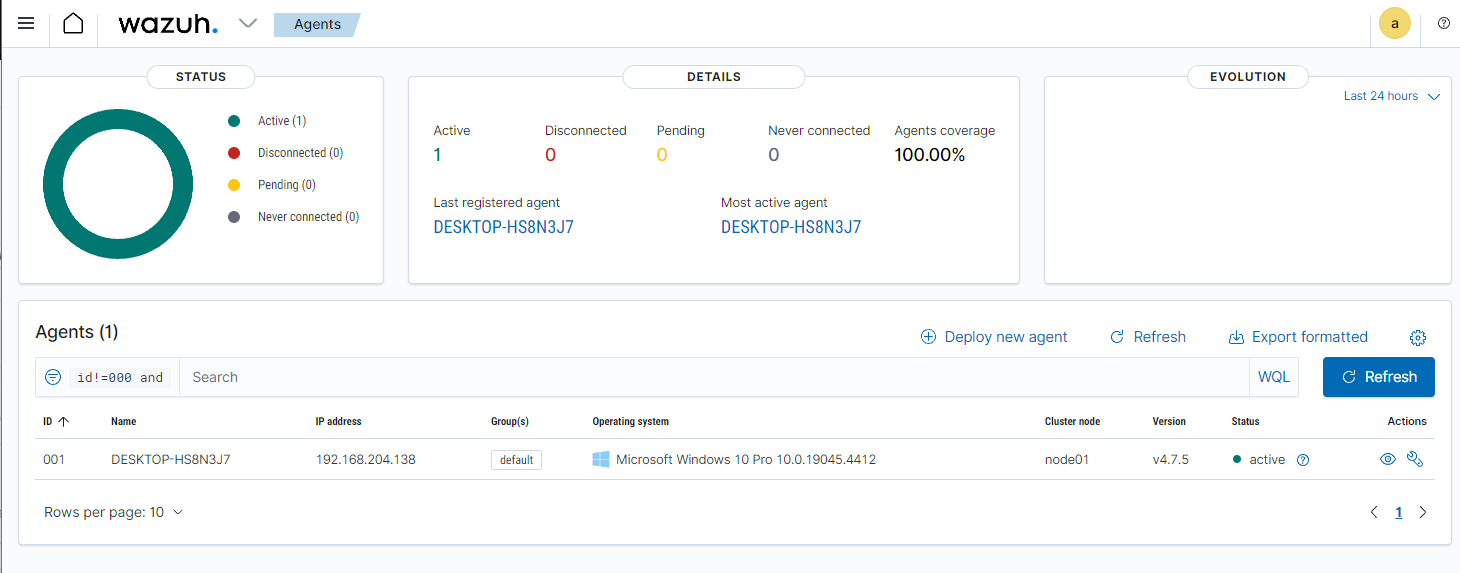 wazuh. Agents a
STATUS
Active (1)
Disconnected (0)
Pending (0)
Never connected (0)
DETAILS
Active Disconnected Pending Never connected Agents coverage
1 0 0 0 100.00%
Last registered agent Most active agent
DESKTOP-HS8N3J7 DESKTOP-HS8N3J7
EVOLUTION
Last 24 hours
Agents (1)
Deploy new agent Refresh Export formatted
id!=000 and Search WQL Refresh
ID Name IP address Group(s) Operating system Cluster node Version Status Actions
001 DESKTOP-HS8N3J7 192.168.204.138 default Microsoft Windows 10 Pro 10.0.19045.4412 node01 v4.7.5 active
Rows per page: 10 1